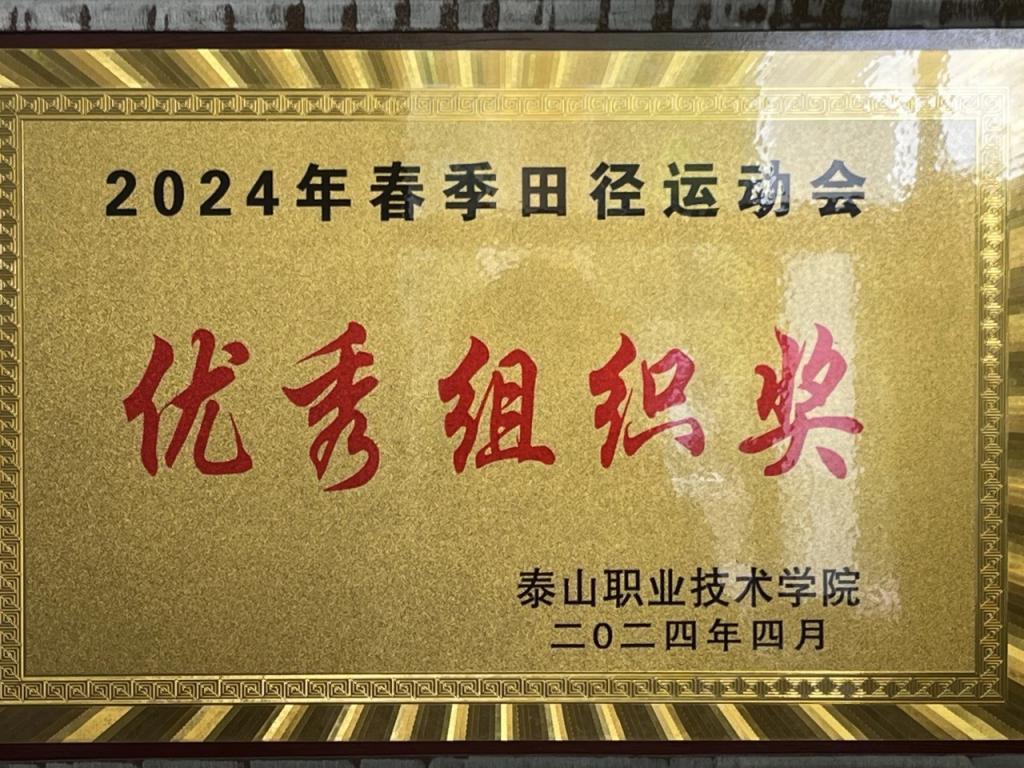 2024年春季田径运动会
优秀组织奖
泰山职业技术学院
二0二四年四月